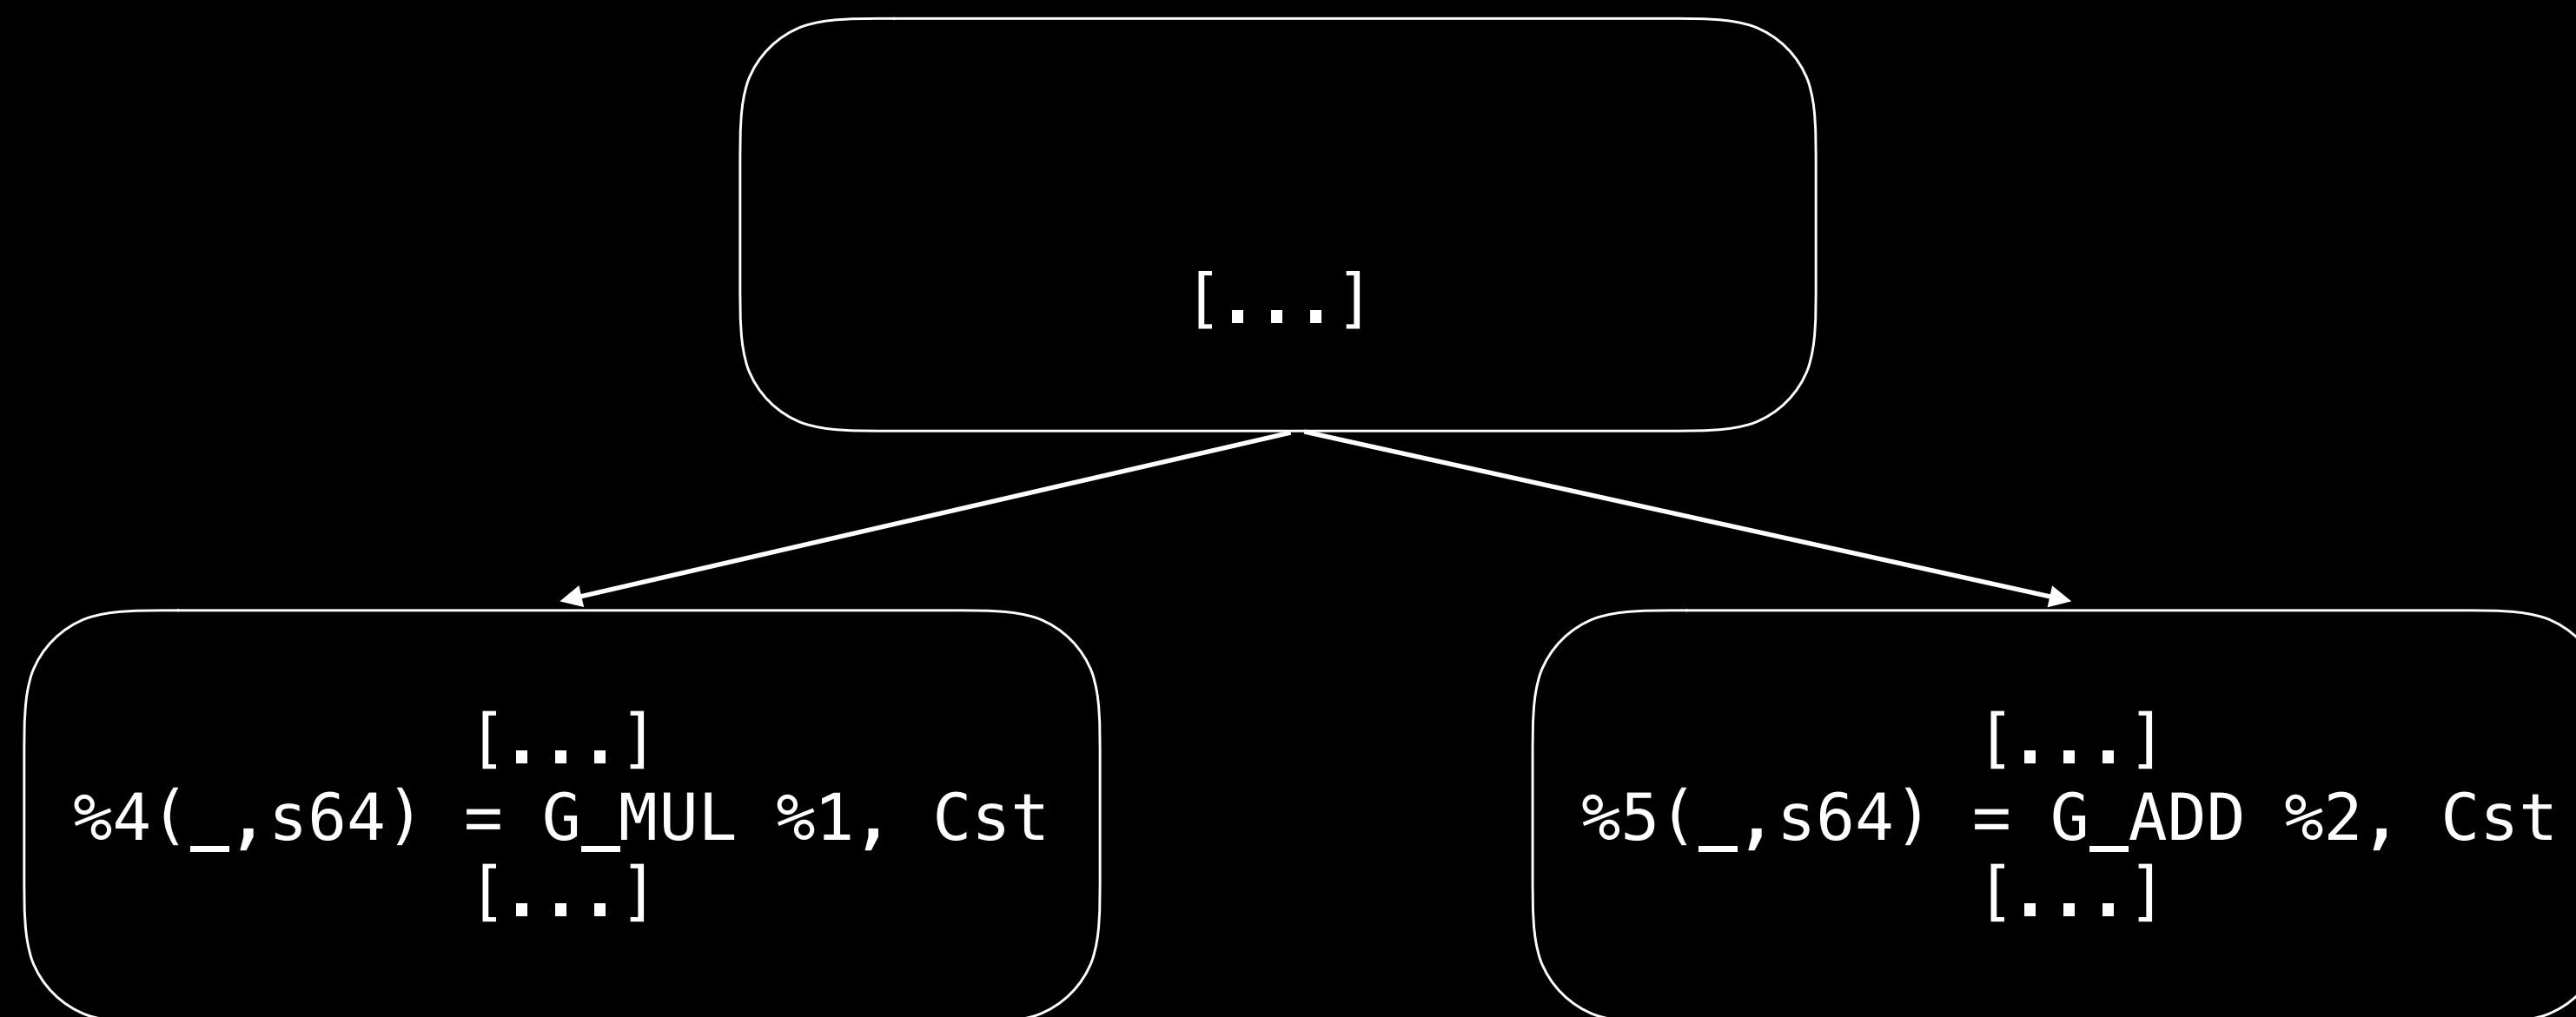 [...]
[...]
%4(_,s64) = G_MUL %1, Cst
[...]
[...]
%5(_,s64) = G_ADD %2, Cst
[...]